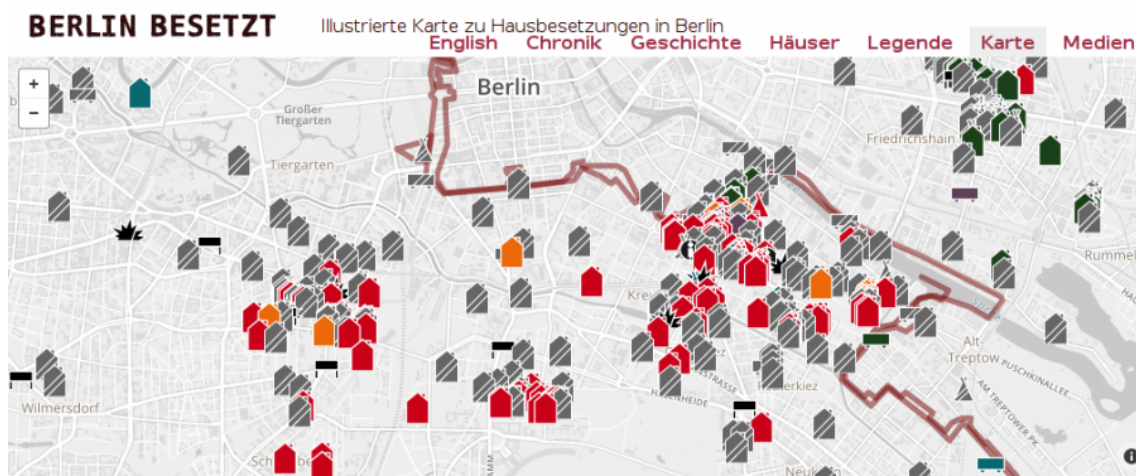 BERLIN BESETZT
Illustrierte Karte zu Hausbesetzungen in Berlin
English Chronik Geschichte Häuser Legende Karte Medien
+
-
Berlin
Großer
Tiergarten
Tiergarten
Friedrichshain
Rummel
Kre
Alt-
Treptow
PUSCHKINALLEE
AM TREPTOWER PK
Wilmersdorf
i